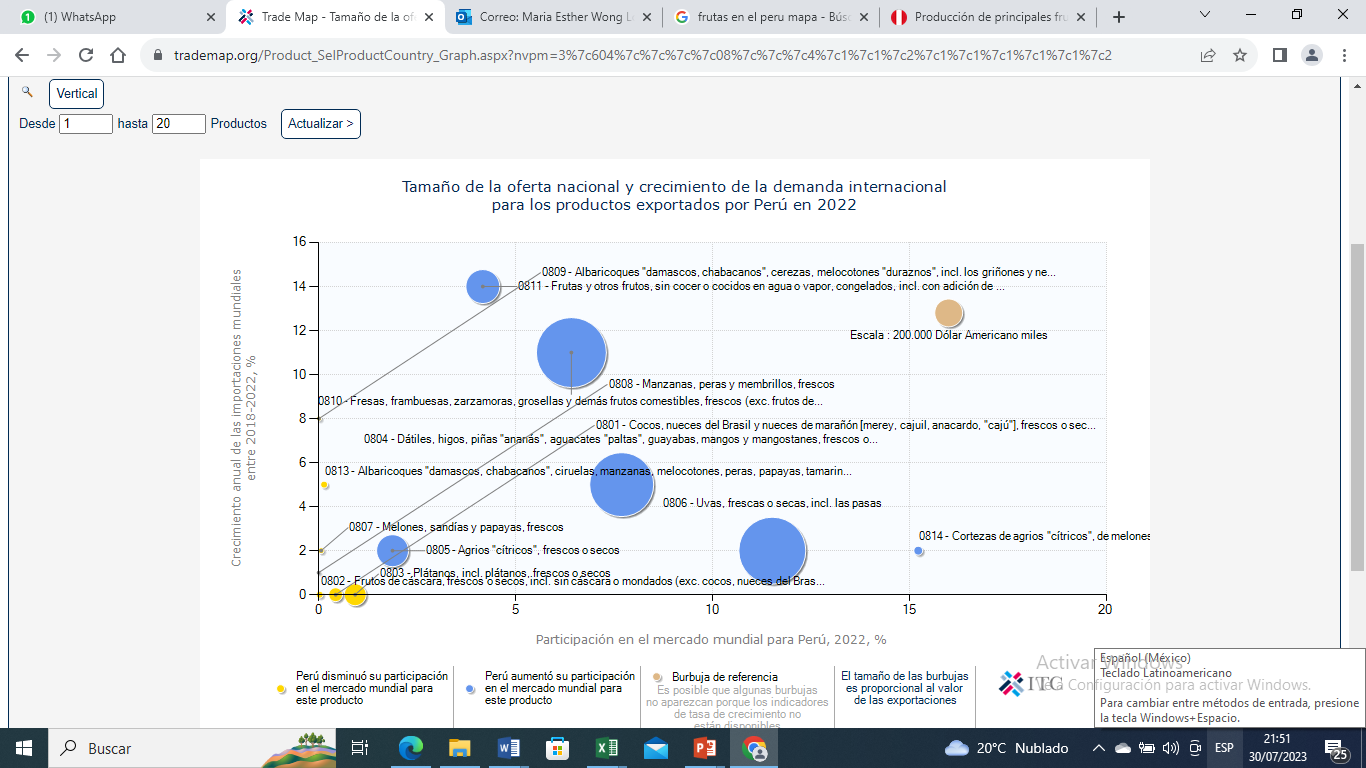 (1) WhatsApp
Trade Map - Tamaño de la ofe
Correo: Maria Esther Wong L
frutas en el peru mapa - Bús
Producción de principales fru
trademap.org/Product_SelProductCountry_Graph.aspx?nvpm=3%7c604%7c%7c%7c%7c08%7c%7c%7c4%7c1%7c1%7c2%7c1%7c1%7c1%7c1%7c1%7c2
Vertical
Desde 1 hasta 20 Productos Actualizar >
Tamaño de la oferta nacional y crecimiento de la demanda internacional
para los productos exportados por Perú en 2022
Crecimiento anual de las importaciones mundiales
entre 2018-2022, %
16
14
12
10
8
6
4
2
0
0809 - Albaricoques "damascos, chabacanos", cerezas, melocotones "duraznos", incl. los griñones y ne...
0811 - Frutas y otros frutos, sin cocer o cocidos en agua o vapor, congelados, incl. con adición de ...
Escala : 200.000 Dólar Americano miles
0808 - Manzanas, peras y membrillos, frescos
0810 - Fresas, frambuesas, zarzamoras, grosellas y demás frutos comestibles, frescos (exc. frutos de...
0801 - Cocos, nueces del Brasil y nueces de marañón [merey, cajuil, anacardo, "cajú"], frescos o sec...
0804 - Dátiles, higos, piñas "ananás", aguacates "paltas", guayabas, mangos y mangostanes, frescos o...
0813 - Albaricoques "damascos, chabacanos", ciruelas, manzanas, melocotones, peras, papayas, tamarin...
0806 - Uvas, frescas o secas, incl. las pasas
0807 - Melones, sandías y papayas, frescos
0814 - Cortezas de agrios "cítricos", de melones
0805 - Agrios "cítricos", frescos o secos
0803 - Plátanos, incl. plátanos, frescos o secos
0802 - Frutos de cáscara, frescos o secos, incl. sin cáscara o mondados (exc. cocos, nueces del Bras...
0 5 10 15 20
Participación en el mercado mundial para Perú, 2022, %
Perú disminuó su participación
en el mercado mundial para
este producto
Perú aumentó su participación
en el mercado mundial para
este producto
Burbuja de referencia
Es posible que algunas burbujas
no aparezcan porque los indicadores
de tasa de crecimiento no
están disponibles
El tamaño de las burbujas
es proporcional al valor
de las exportaciones
ITC
Activar Windows
Ve a Configuración para activar Windows.
Español (México)
Teclado Latinoamericano
Para cambiar entre métodos de entrada, presione
la tecla Windows+Espacio.
Buscar
20°C Nublado
ESP
21:51
30/07/2023
25